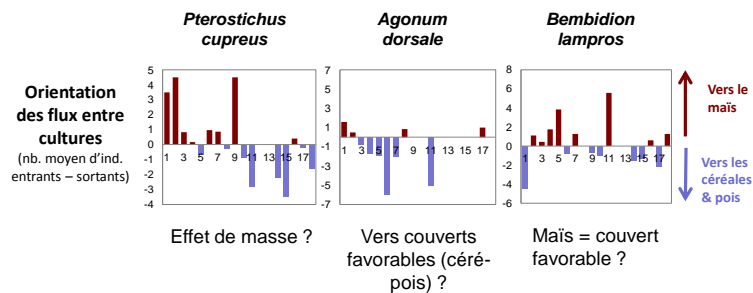 Pterostichus
cupreus
Agonum
dorsale
Bembidion
lampros
Orientation
des flux entre
cultures
(nb. moyen d'ind.
entrants – sortants)
5
4
3
2
1
0
-1
-2
-3
-4
1 3 5 7 9 11 13 15 17
7
5
3
1
-1
-3
-5
-7
1 3 5 7 9 11 13 15 17
8
6
4
2
0
-2
-4
-6
1 3 5 7 9 11 13 15 17
Vers le
maïs
Vers les
céréales
& pois
Effet de masse ?
Vers couverts
favorables (céré-
pois) ?
Maïs = couvert
favorable ?